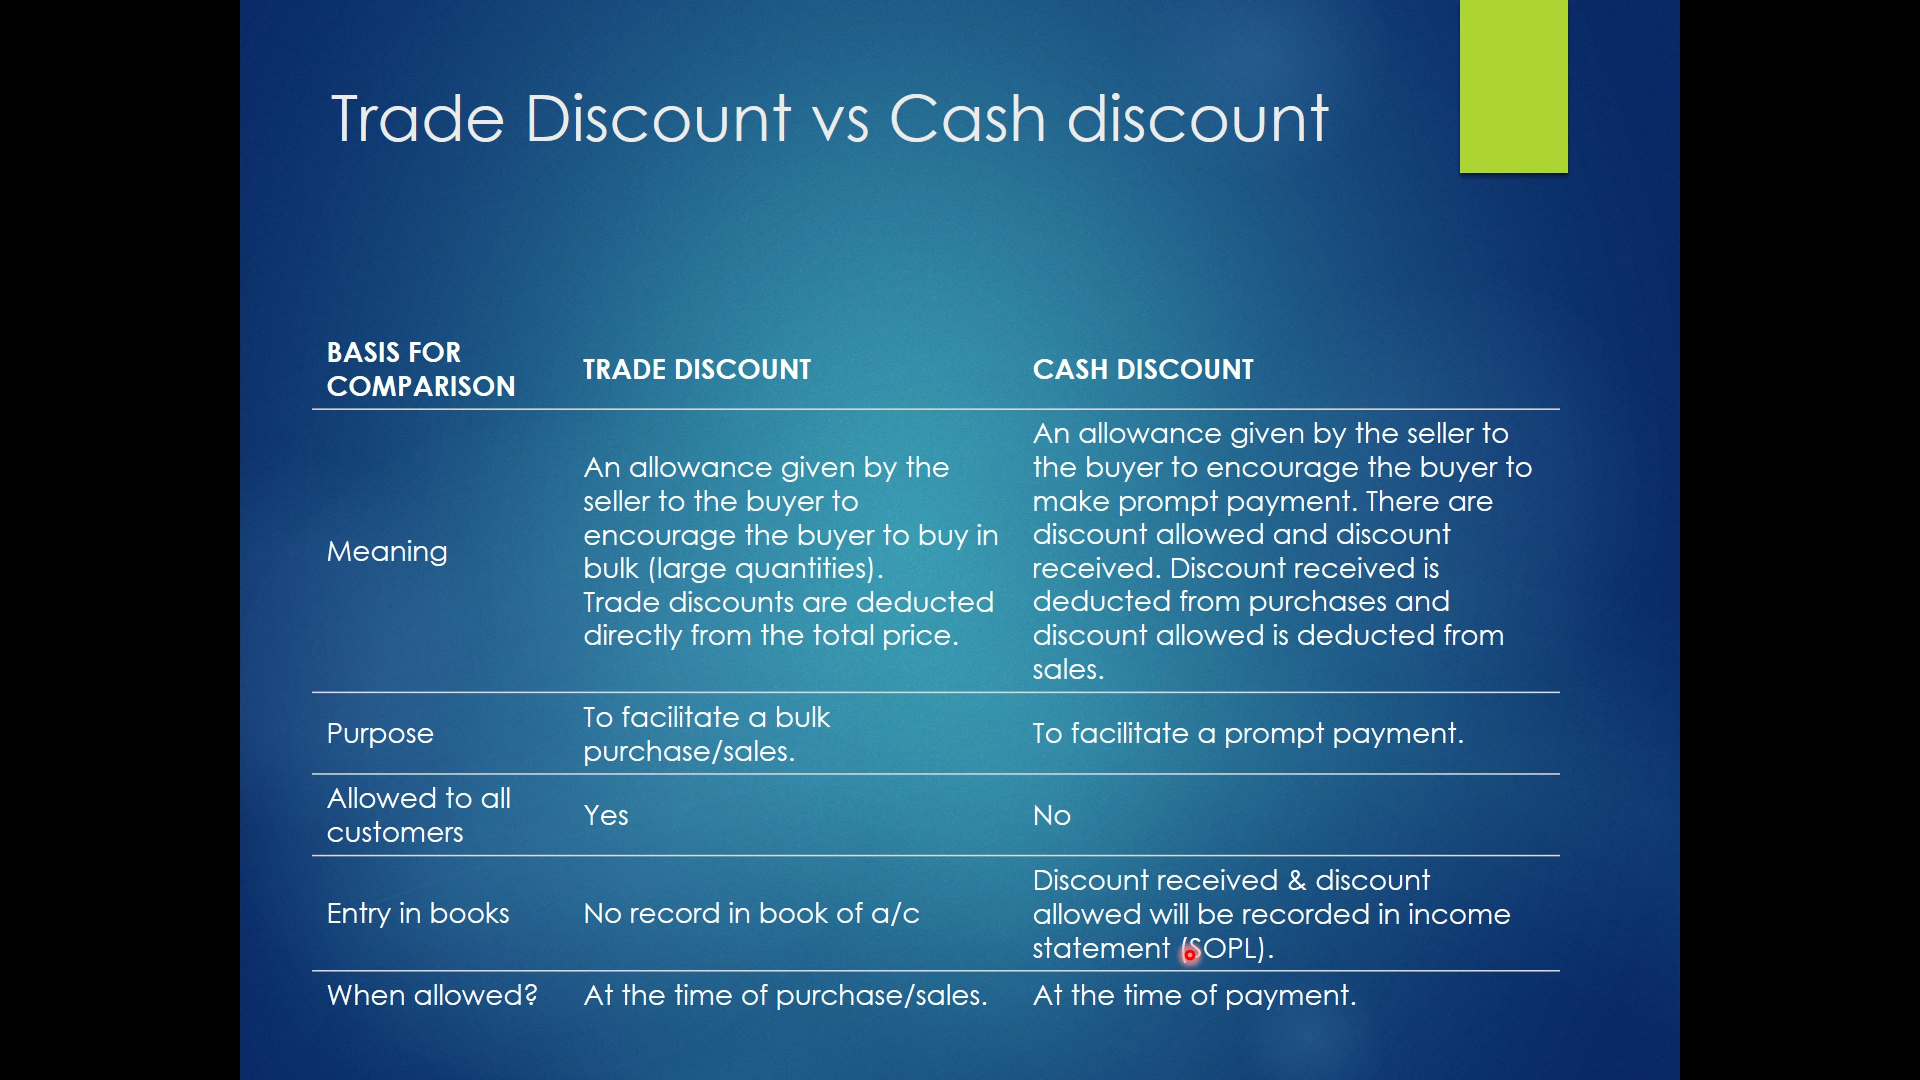 Trade Discount vs Cash discount
BASIS FOR
COMPARISON
TRADE DISCOUNT
CASH DISCOUNT
Meaning
An allowance given by the
seller to the buyer to
encourage the buyer to buy in
bulk (large quantities).
Trade discounts are deducted
directly from the total price.
An allowance given by the seller to
the buyer to encourage the buyer to
make prompt payment. There are
discount allowed and discount
received. Discount received is
deducted from purchases and
discount allowed is deducted from
sales.
Purpose
To facilitate a bulk
purchase/sales.
To facilitate a prompt payment.
Allowed to all
customers
Yes
No
Entry in books
No record in book of a/c
Discount received & discount
allowed will be recorded in income
statement (SOPL).
When allowed?
At the time of purchase/sales.
At the time of payment.